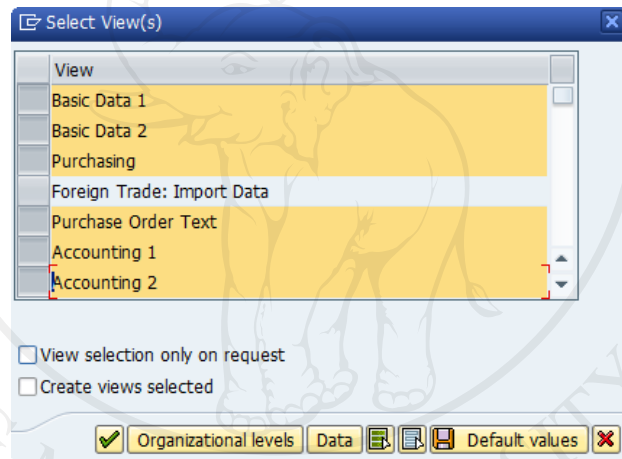 Select View(s)
View
Basic Data 1
Basic Data 2
Purchasing
Foreign Trade: Import Data
Purchase Order Text
Accounting 1
Accounting 2
View selection only on request
Create views selected
Organizational levels Data Default values